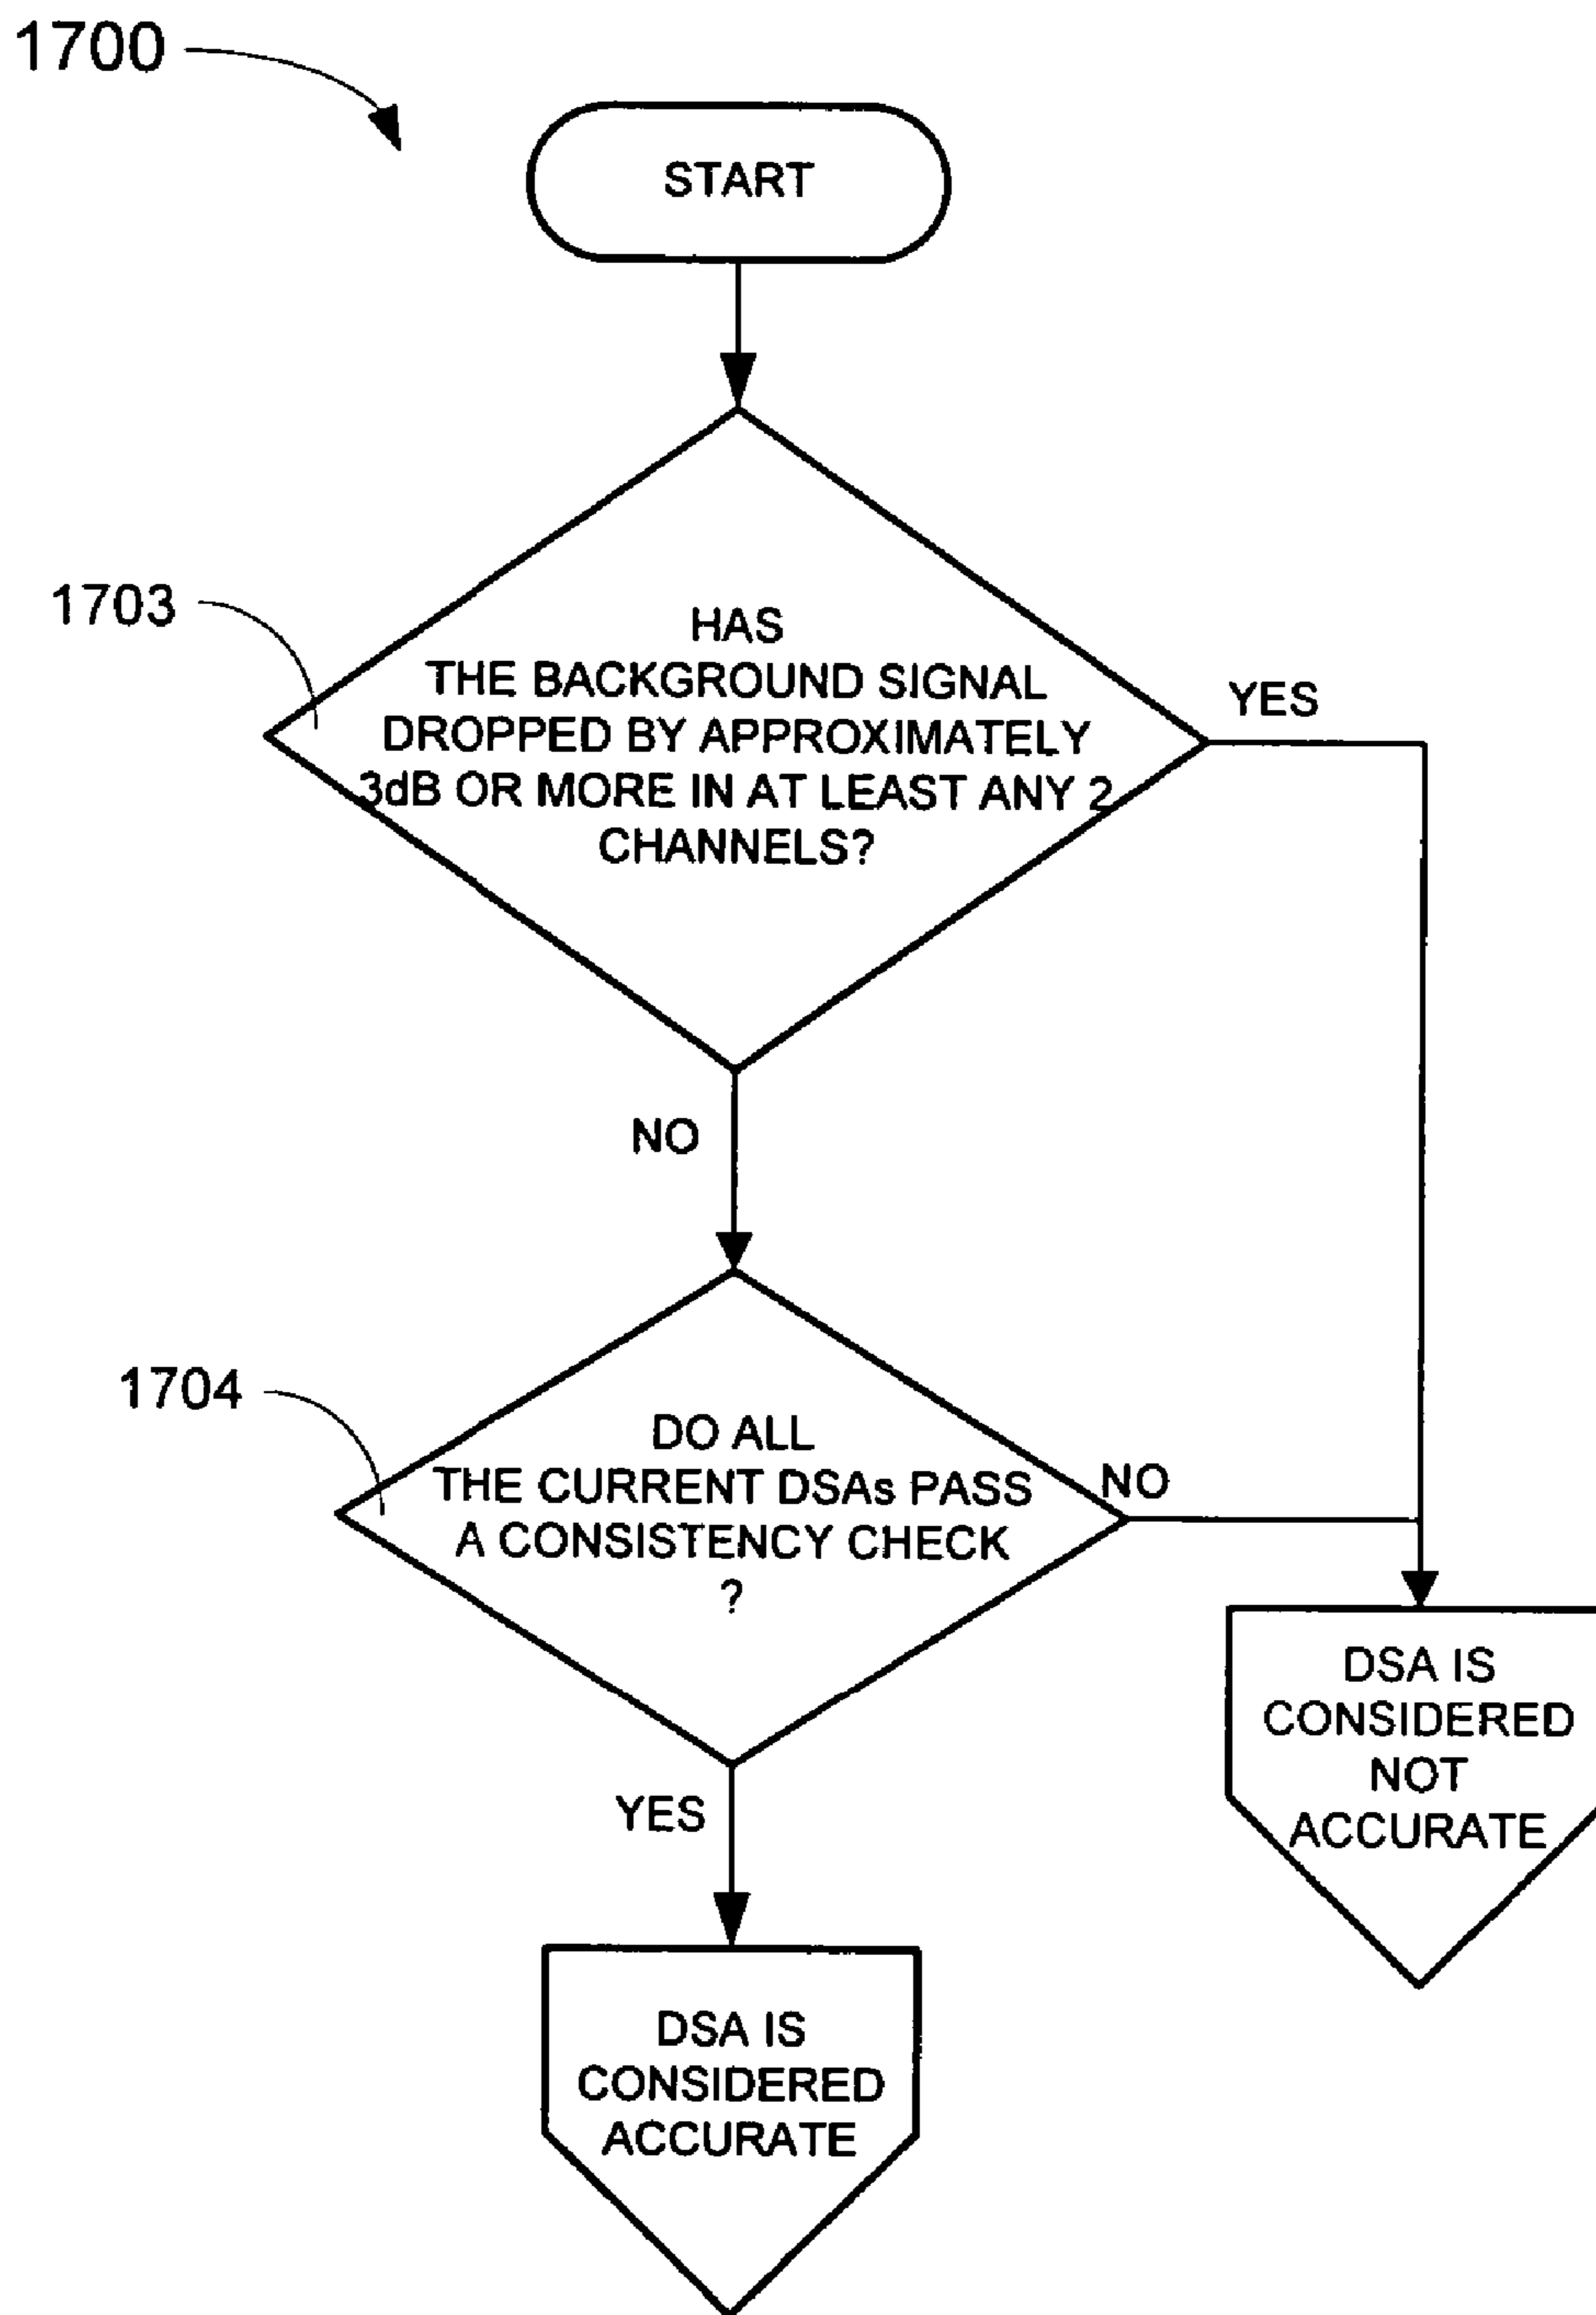 1700
START
1703
HAS
THE BACKGROUND SIGNAL
DROPPED BY APPROXIMATELY
3dB OR MORE IN AT LEAST ANY 2
CHANNELS?
YES
NO
1704
DO ALL
THE CURRENT DSAs PASS
A CONSISTENCY CHECK
?
NO
YES
DSA IS
CONSIDERED
NOT
ACCURATE
DSA IS
CONSIDERED
ACCURATE